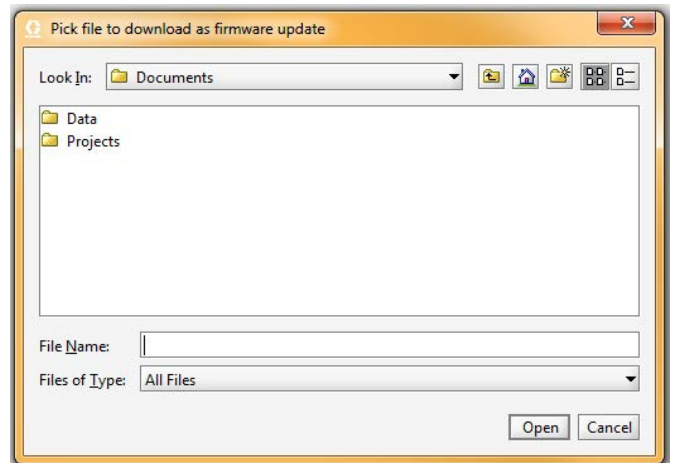 Pick file to download as firmware update
Look In: Documents
Data
Projects
File Name:
Files of Type: All Files
Open Cancel